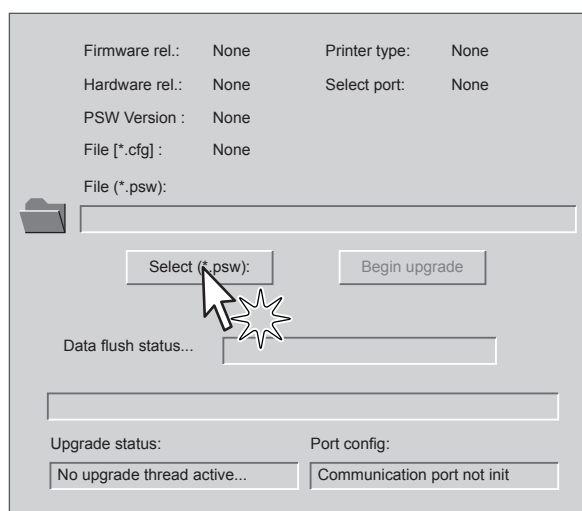 Firmware rel.: None Printer type: None
Hardware rel.: None Select port: None
PSW Version : None
File [*.cfg] : None
File (*.psw):
Select (*.psw): Begin upgrade
Data flush status...
Upgrade status: Port config:
No upgrade thread active... Communication port not init